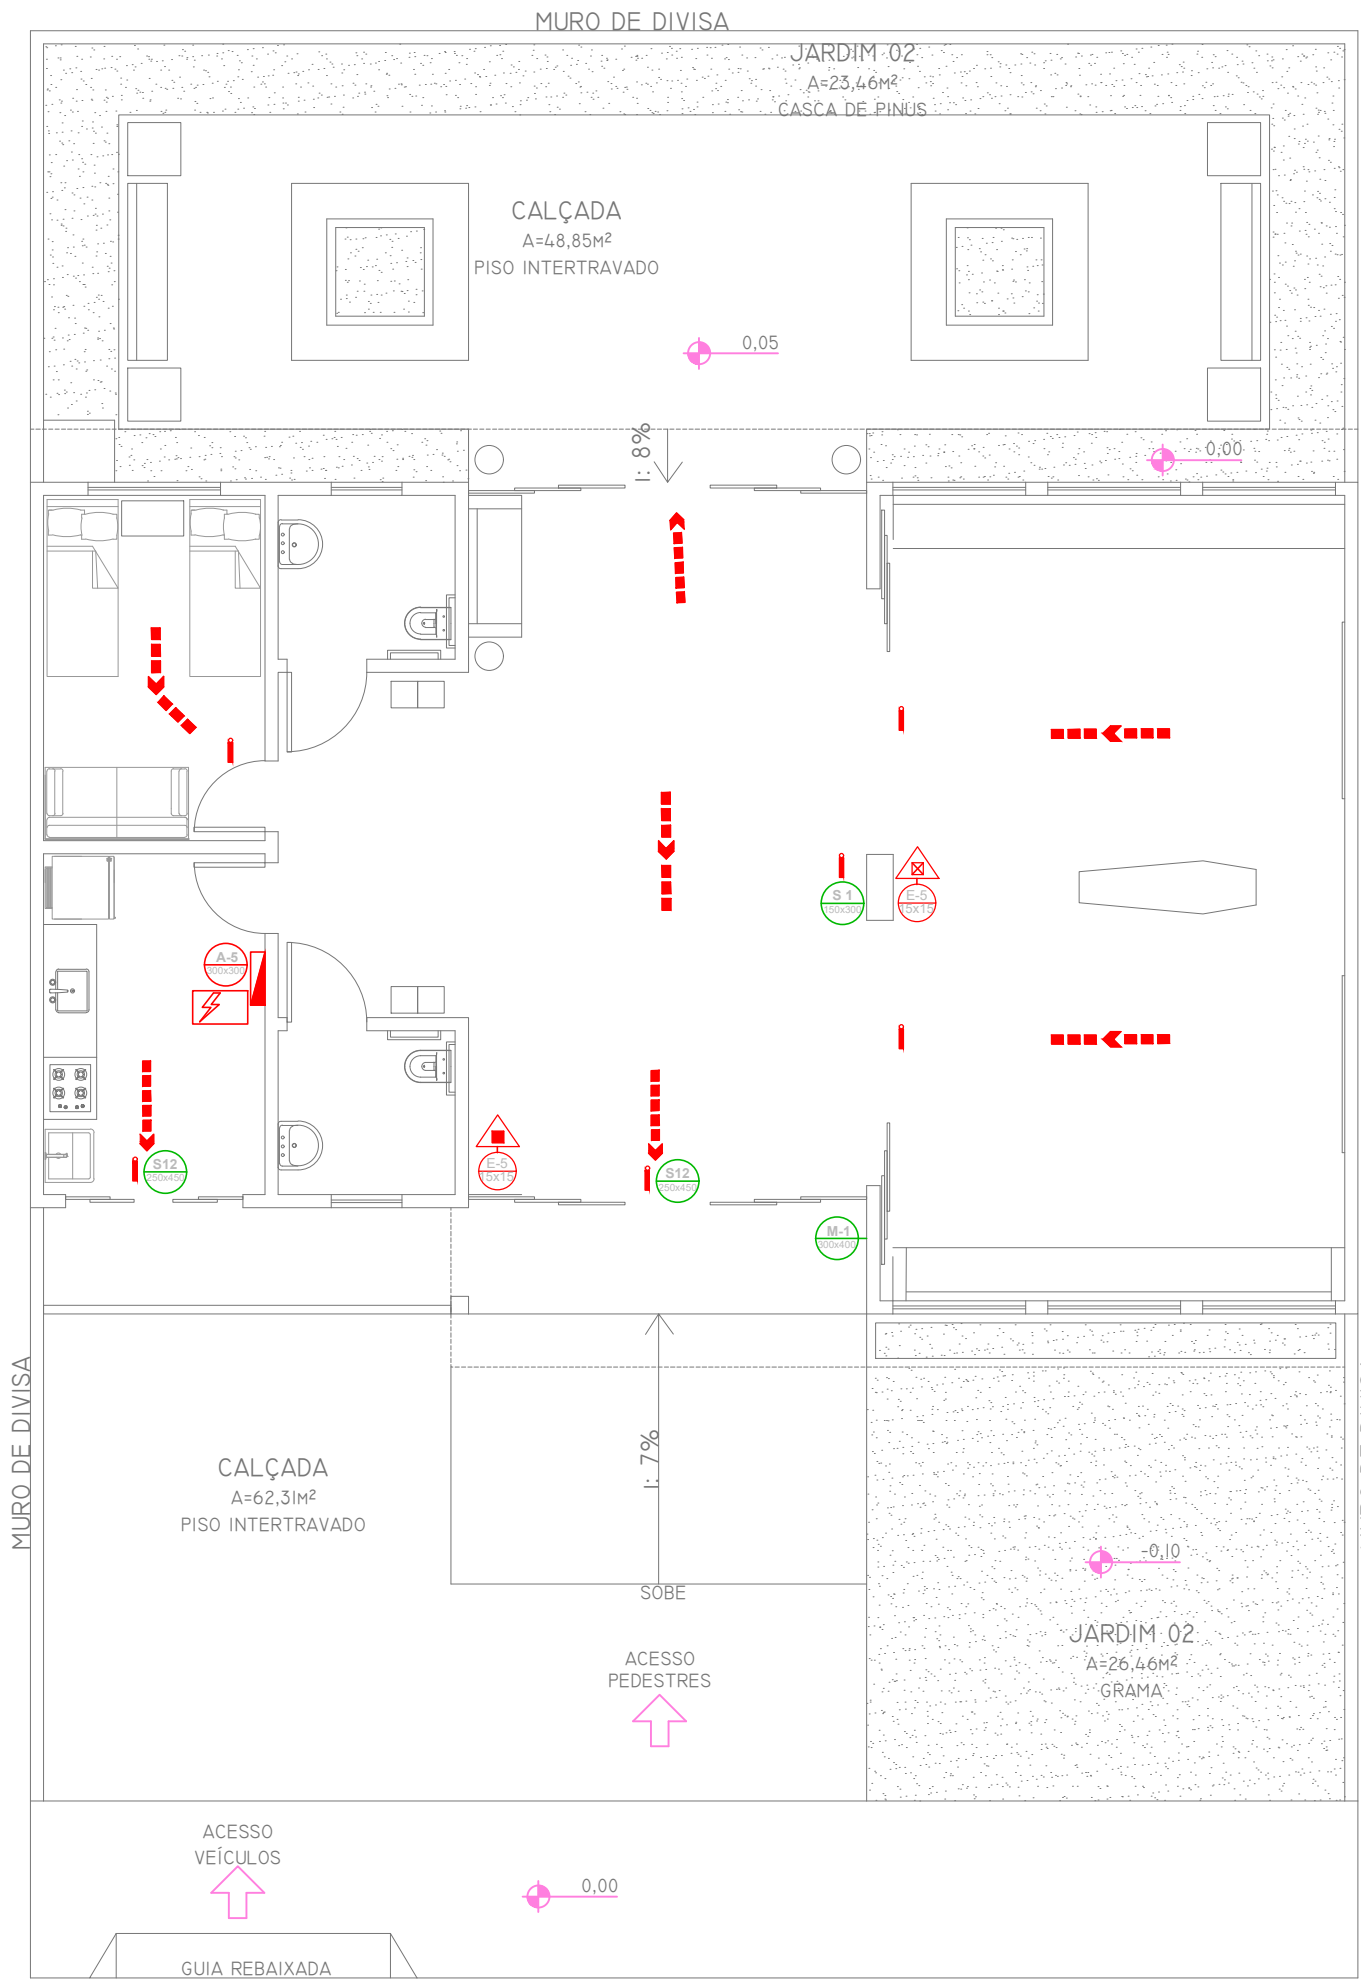 MURO DE DIVISA
JARDIM 02
A=23,46M²
CASCA DE PINUS
CALÇADA
A=48,85M²
PISO INTERTRAVADO
0,05
I: 8%
0,00
S 1
150x300
E-5
15x15
A-5
300x300
S12
250x450
E-5
15x15
S12
250x450
M-1
300x400
MURO DE DIVISA
CALÇADA
A=62,31M²
PISO INTERTRAVADO
I: 7%
SOBE
-0,10
JARDIM 02
A=26,46M²
GRAMA
ACESSO
PEDESTRES
ACESSO
VEÍCULOS
0,00
GUIA REBAIXADA